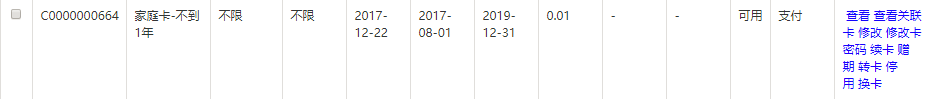 C0000000664 家庭卡-不到 不限 不限 2017- 2017- 2019- 0.01 - - 可用 支付 查看 查看关联
1年 12-22 08-01 12-31 卡 修改 修改卡
密码 续卡 赠
期 转卡 停
用 换卡